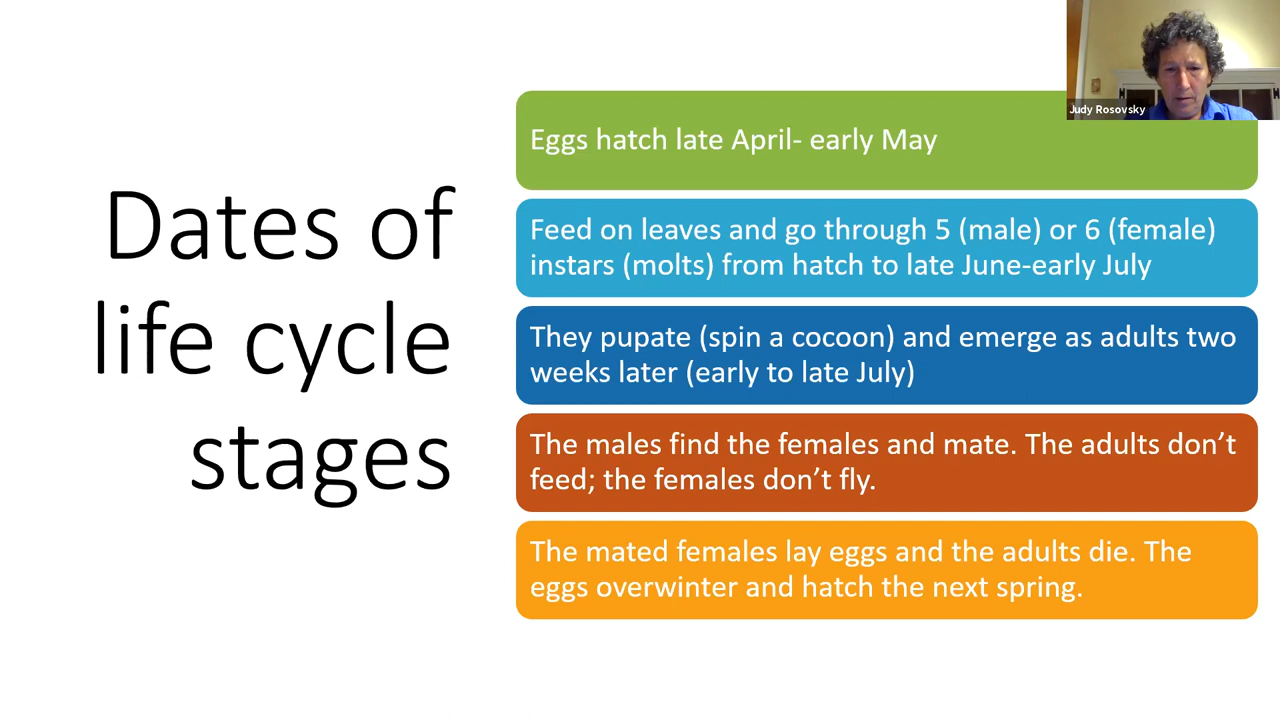 Dates of
life cycle
stages
Judy Rosovsky
Eggs hatch late April- early May
Feed on leaves and go through 5 (male) or 6 (female)
instars (molts) from hatch to late June-early July
They pupate (spin a cocoon) and emerge as adults two
weeks later (early to late July)
The males find the females and mate. The adults don’t
feed; the females don’t fly.
The mated females lay eggs and the adults die. The
eggs overwinter and hatch the next spring.